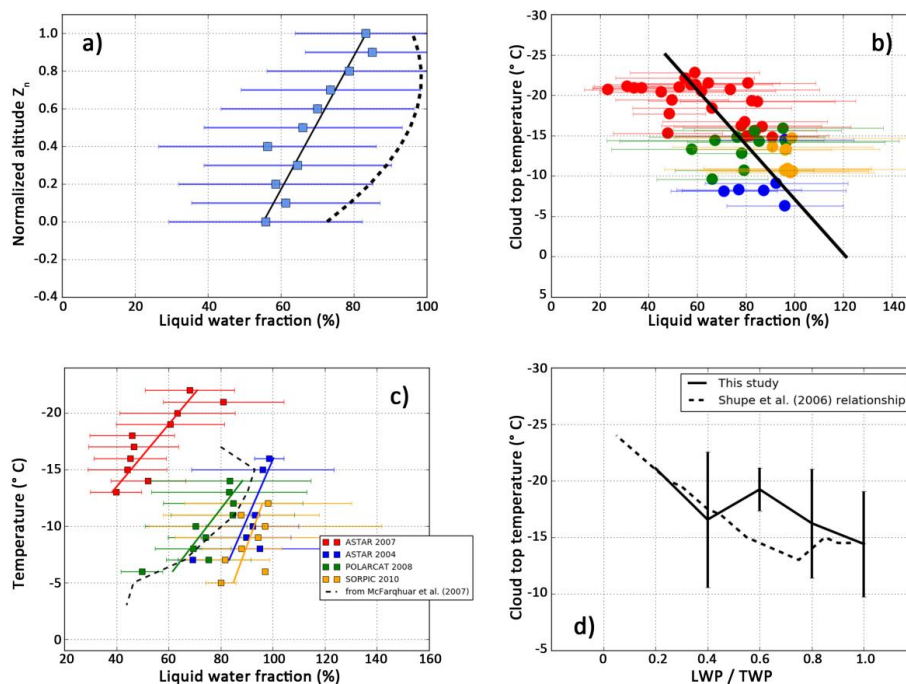 a)
1.0
0.8
0.6
0.4
0.2
0.0
-0.2
-0.4
0 20 40 60 80 100
Normalized altitude Zn
Liquid water fraction (%)
b)
-30
-25
-20
-15
-10
-5
0
5
0 20 40 60 80 100 120 140
Cloud top temperature (° C)
Liquid water fraction (%)
c)
-20
-15
-10
-5
0
20 40 60 80 100 120 140 160
Temperature (° C)
Liquid water fraction (%)
ASTAR 2007
ASTAR 2004
POLARCAT 2008
SORPIC 2010
from McFarqhuar et al. (2007)
d)
-30
-25
-20
-15
-10
-5
0 0.2 0.4 0.6 0.8 1.0
Cloud top temperature (° C)
LWP / TWP
This study
Shupe et al. (2006) relationship